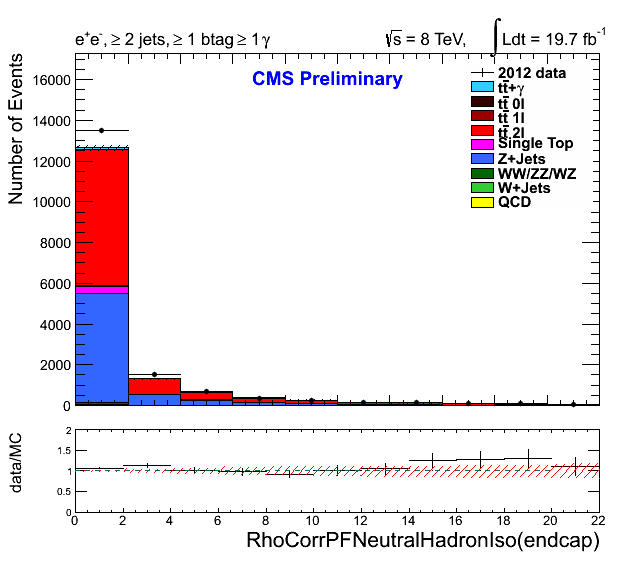 e⁺e⁻, ≥ 2 jets, ≥ 1 btag ≥ 1 γ
√s = 8 TeV, ∫ Ldt = 19.7 fb⁻¹
CMS Preliminary
2012 data
tt̄+γ
tt̄ 0l
tt̄ 1l
tt̄ 2l
Single Top
Z+Jets
WW/ZZ/WZ
W+Jets
QCD
Number of Events
16000
14000
12000
10000
8000
6000
4000
2000
0
data/MC
2
1.5
1
0.5
0
0 2 4 6 8 10 12 14 16 18 20 22
RhoCorrPFNeutralHadronIso(endcap)